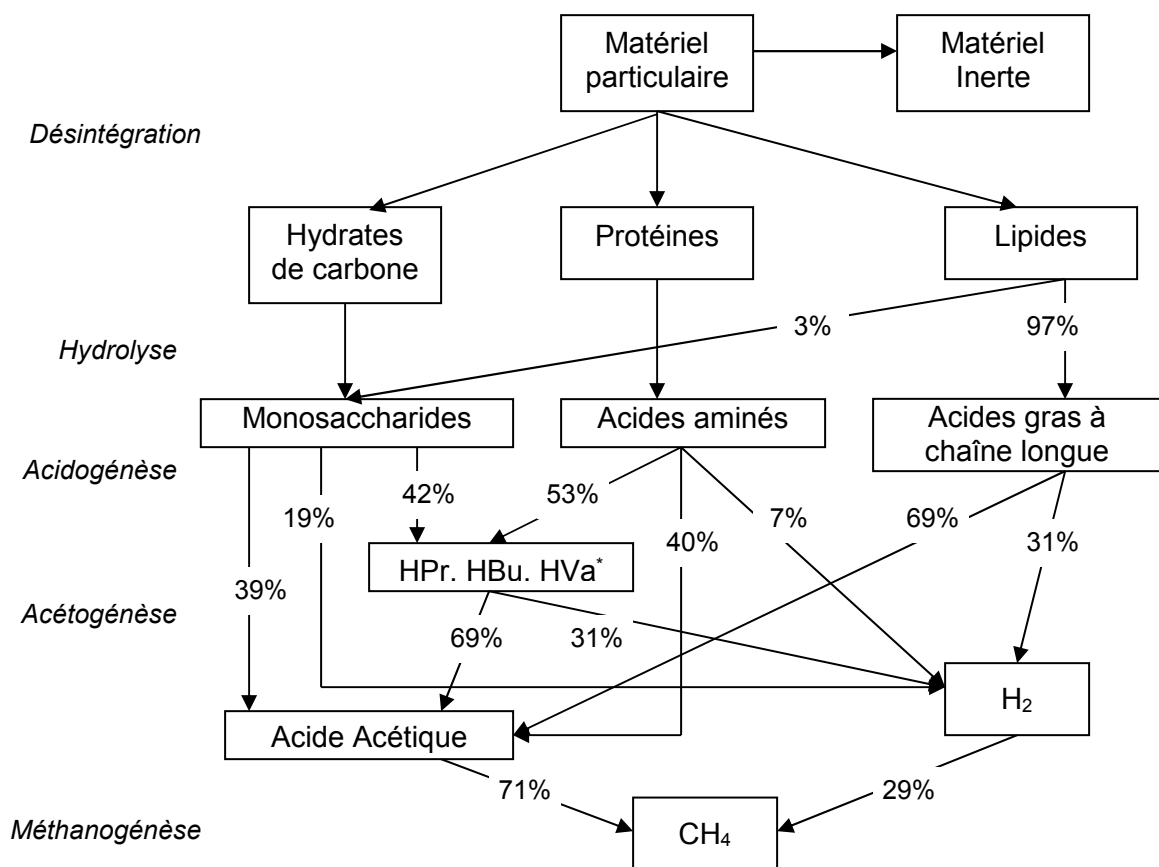 Matériel
particulaire
Matériel
Inerte
Désintégration
Hydrates
de carbone
Protéines
Lipides
3%
97%
Hydrolyse
Monosaccharides
Acides aminés
Acides gras à
chaîne longue
Acidogénèse
42%
53%
19%
7%
69%
40%
31%
HPr. HBu. HVa*
39%
Acétogénèse
69%
31%
H₂
Acide Acétique
71%
29%
Méthanogénèse
CH₄